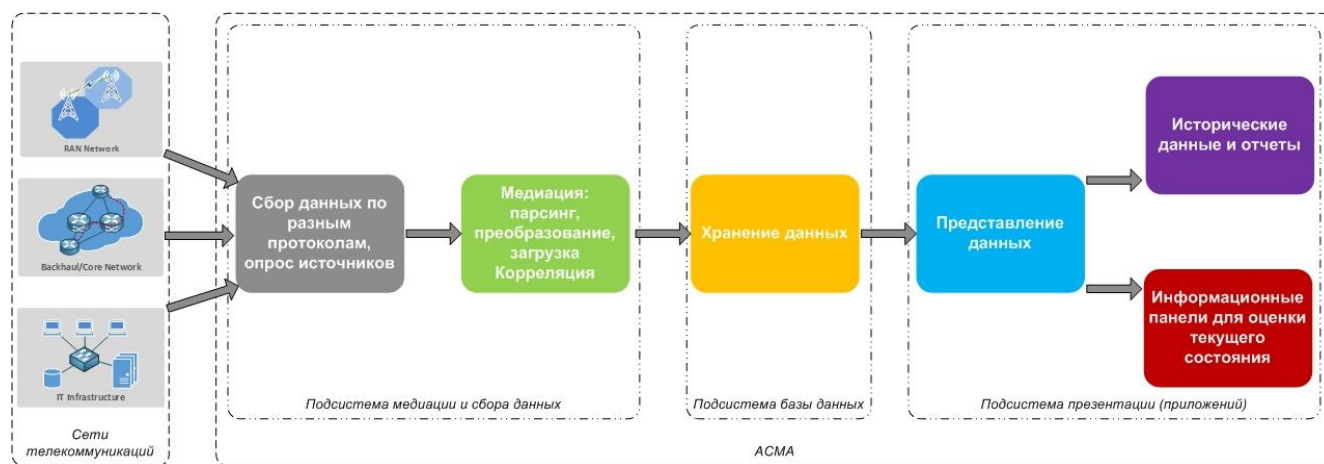 RAN Network
Backhaul/Core Network
IT Infrastructure
Сети
телекоммуникаций
Сбор данных по
разным
протоколам,
опрос источников
Медиация:
парсинг,
преобразование,
загрузка
Корреляция
Подсистема медиации и сбора данных
Хранение данных
Подсистема базы данных
Представление
данных
Исторические
данные и отчеты
Информационные
панели для оценки
текущего
состояния
Подсистема презентации (приложений)
АСМА